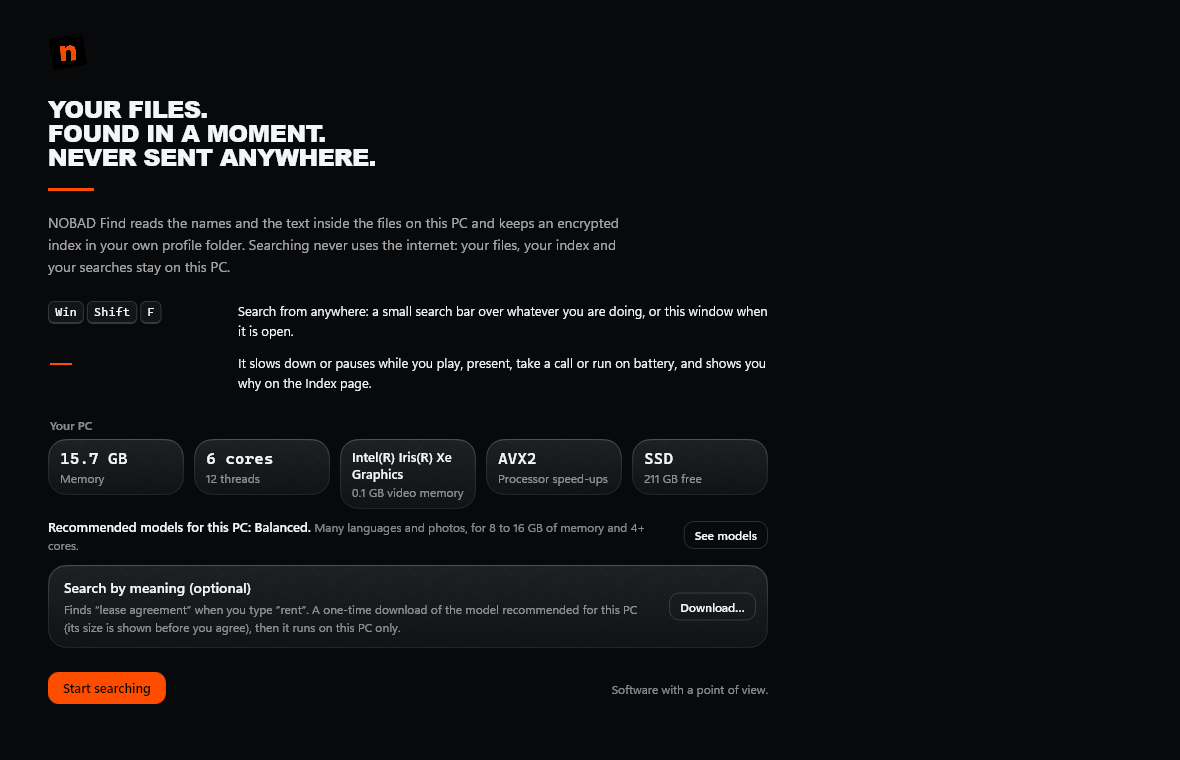 n
YOUR FILES.
FOUND IN A MOMENT.
NEVER SENT ANYWHERE.
NOBAD Find reads the names and the text inside the files on this PC and keeps an encrypted
index in your own profile folder. Searching never uses the internet: your files, your index and
your searches stay on this PC.
Win Shift F
Search from anywhere: a small search bar over whatever you are doing, or this window when
it is open.
It slows down or pauses while you play, present, take a call or run on battery, and shows you
why on the Index page.
Your PC
15.7 GB
Memory
6 cores
12 threads
Intel(R) Iris(R) Xe
Graphics
0.1 GB video memory
AVX2
Processor speed-ups
SSD
211 GB free
Recommended models for this PC: Balanced. Many languages and photos, for 8 to 16 GB of memory and 4+
cores.
See models
Search by meaning (optional)
Finds “lease agreement” when you type “rent”. A one-time download of the model recommended for this PC
(its size is shown before you agree), then it runs on this PC only.
Download...
Start searching
Software with a point of view.